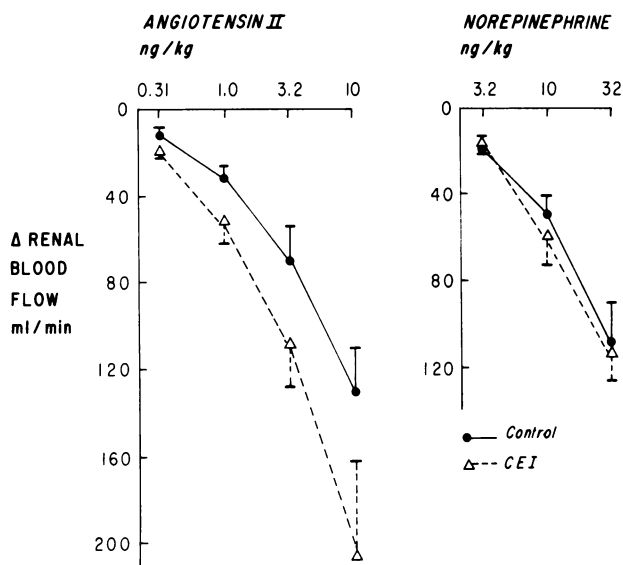 ANGIOTENSIN II
ng/kg
0.31 1.0 3.2 10
0
40
80
120
160
200
Δ RENAL
BLOOD
FLOW
ml/min
NOREPINEPHRINE
ng/kg
3.2 10 32
0
40
80
120
Control
CEI